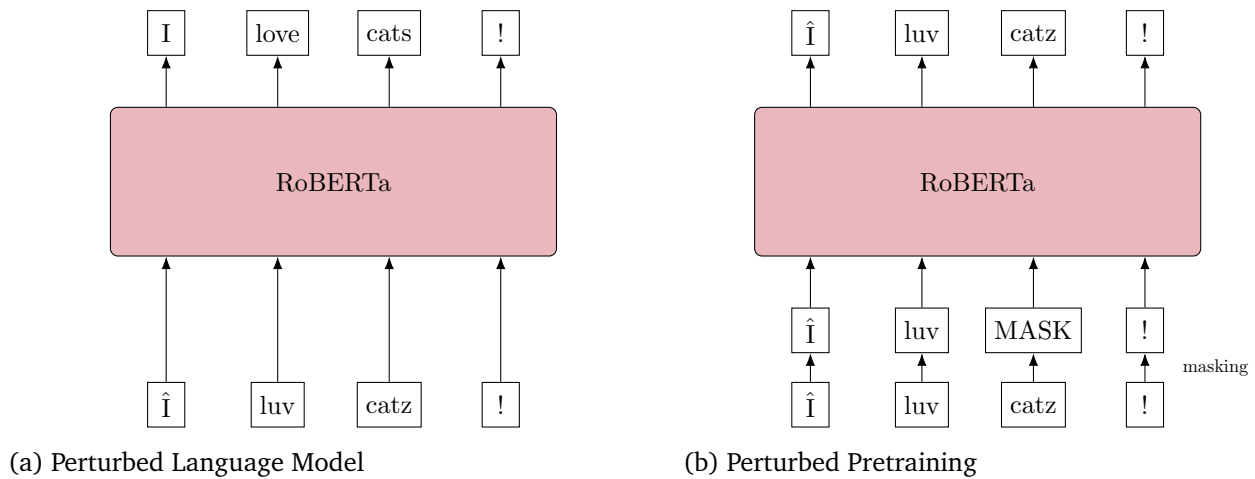 I love cats !
RoBERTa
Î luv catz !
(a) Perturbed Language Model
Î luv catz !
RoBERTa
Î luv MASK !
masking
Î luv catz !
(b) Perturbed Pretraining